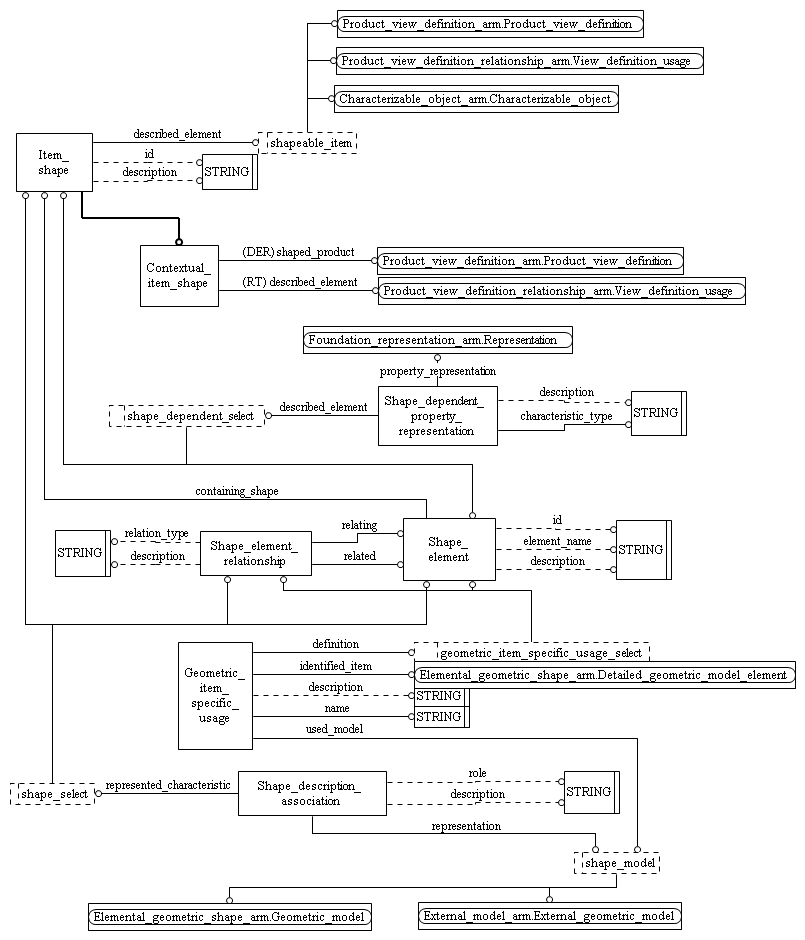 Product_view_definition_arm.Product_view_definition
Product_view_definition_relationship_arm.View_definition_usage
Characterizable_object_arm.Characterizable_object
described_element
shapeable_item
Item_
shape
id
description
STRING
Contextual_
item_shape
(DER) shaped_product
Product_view_definition_arm.Product_view_definition
(RT) described_element
Product_view_definition_relationship_arm.View_definition_usage
Foundation_representation_arm.Representation
property_representation
shape_dependent_select
described_element
Shape_dependent_
property_
representation
description
characteristic_type
STRING
containing_shape
STRING
relation_type
description
Shape_element_
relationship
relating
related
Shape_
element
id
element_name
description
STRING
Geometric_
item_
specific_
usage
definition
geometric_item_specific_usage_select
identified_item
Elemental_geometric_shape_arm.Detailed_geometric_model_element
description
STRING
name
STRING
used_model
shape_select
represented_characteristic
Shape_description_
association
role
description
STRING
representation
shape_model
Elemental_geometric_shape_arm.Geometric_model
External_model_arm.External_geometric_model